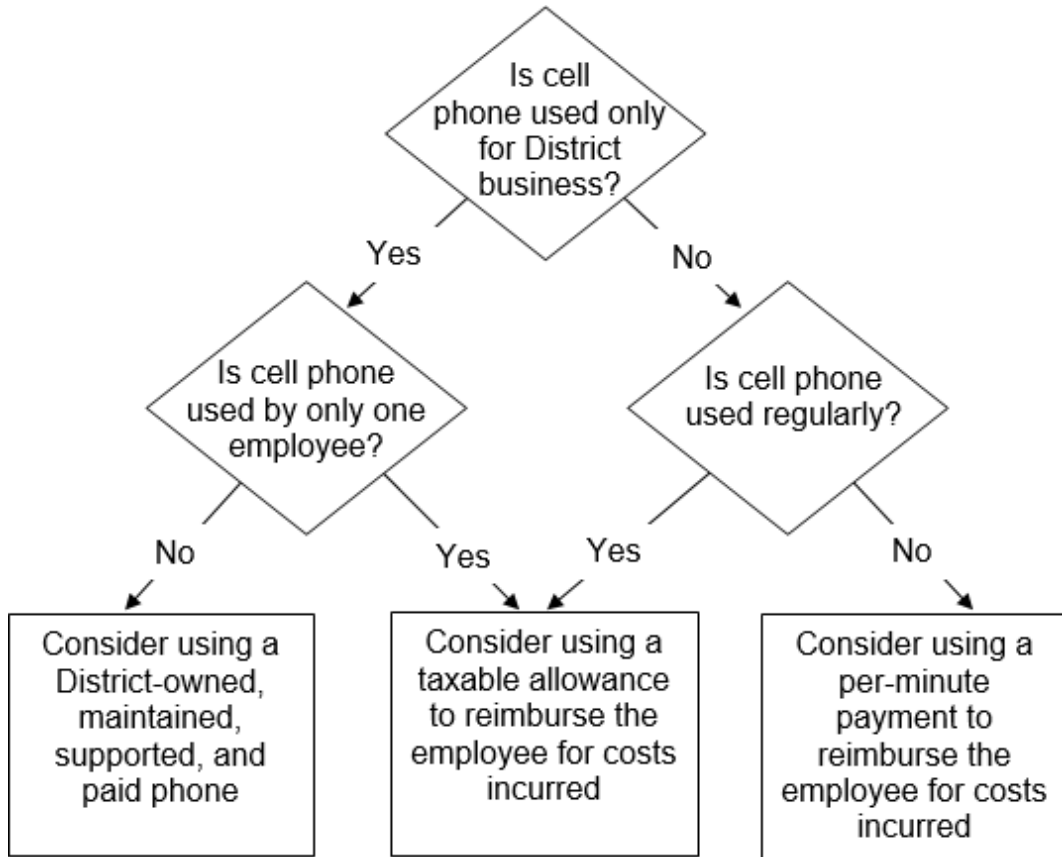 Is cell
phone used only
for District
business?
Yes
No
Is cell phone
used by only one
employee?
Is cell phone
used regularly?
No
Yes
Yes
No
Consider using a
District-owned,
maintained,
supported, and
paid phone
Consider using a
taxable allowance
to reimburse the
employee for costs
incurred
Consider using a
per-minute
payment to
reimburse the
employee for costs
incurred